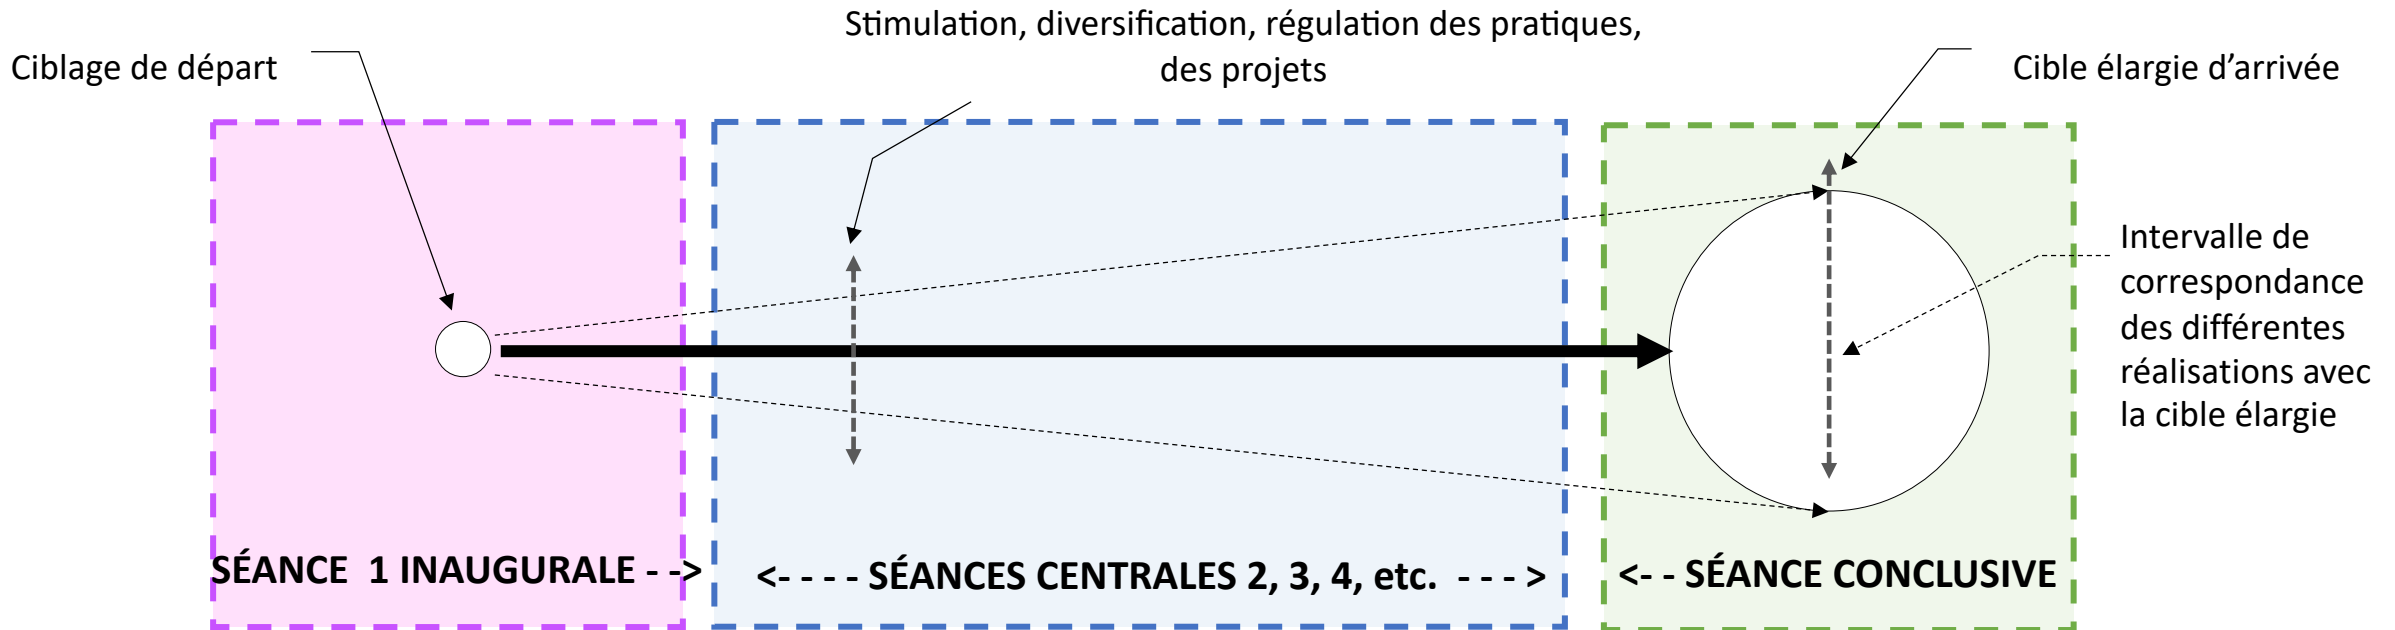 Stimulation, diversification, régulation des pratiques,
des projets
Ciblage de départ
Cible élargie d’arrivée
Intervalle de
correspondance
des différentes
réalisations avec
la cible élargie
SÉANCE 1 INAUGURALE - ->
<- - - - SÉANCES CENTRALES 2, 3, 4, etc. - - - >
<- - SÉANCE CONCLUSIVE